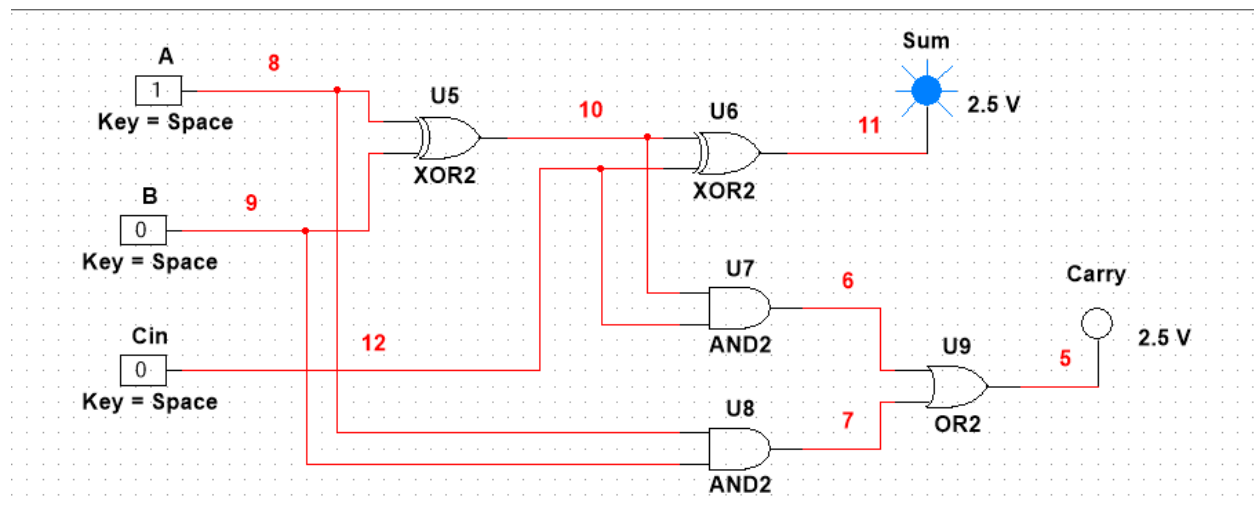 A
1
Key = Space
8
B
0
Key = Space
9
Cin
0
Key = Space
12
U5
XOR2
10
U6
XOR2
11
Sum
2.5 V
U7
AND2
6
U8
AND2
7
U9
OR2
5
Carry
2.5 V